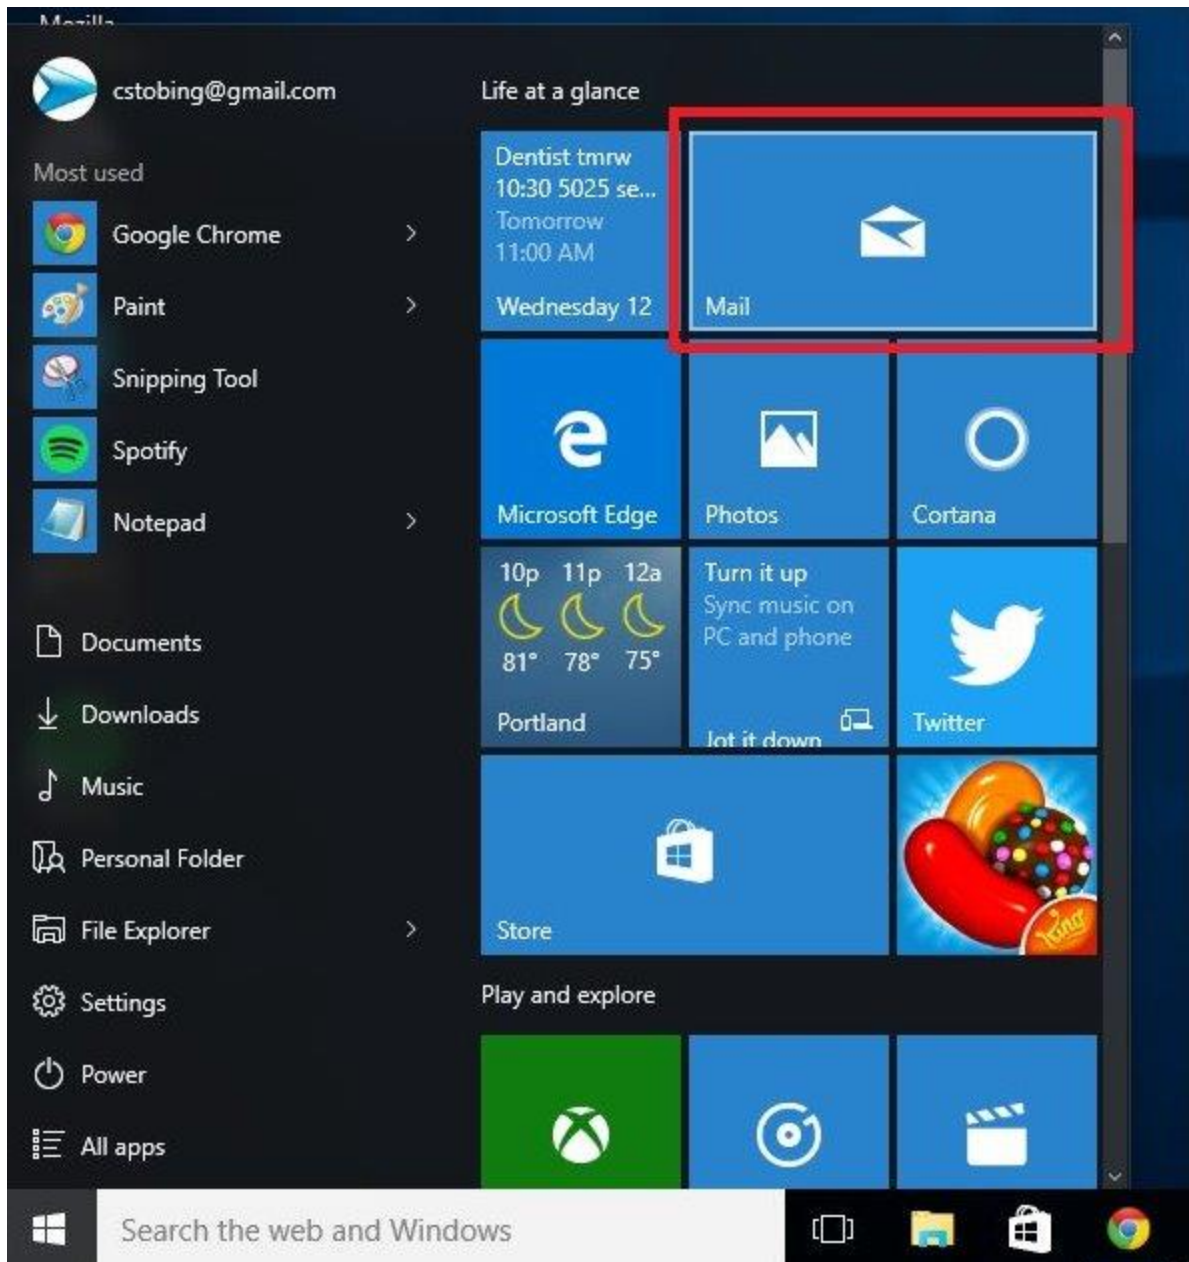 Mozilla
cstobing@gmail.com
Most used
Google Chrome
Paint
Snipping Tool
Spotify
Notepad
Documents
Downloads
Music
Personal Folder
File Explorer
Settings
Power
All apps
Life at a glance
Dentist tmrw
10:30 5025 se...
Tomorrow
11:00 AM
Wednesday 12
Mail
Microsoft Edge
Photos
Cortana
10p 11p 12a
81° 78° 75°
Portland
Turn it up
Sync music on
PC and phone
Jot it down
Twitter
Store
King
Play and explore
Search the web and Windows